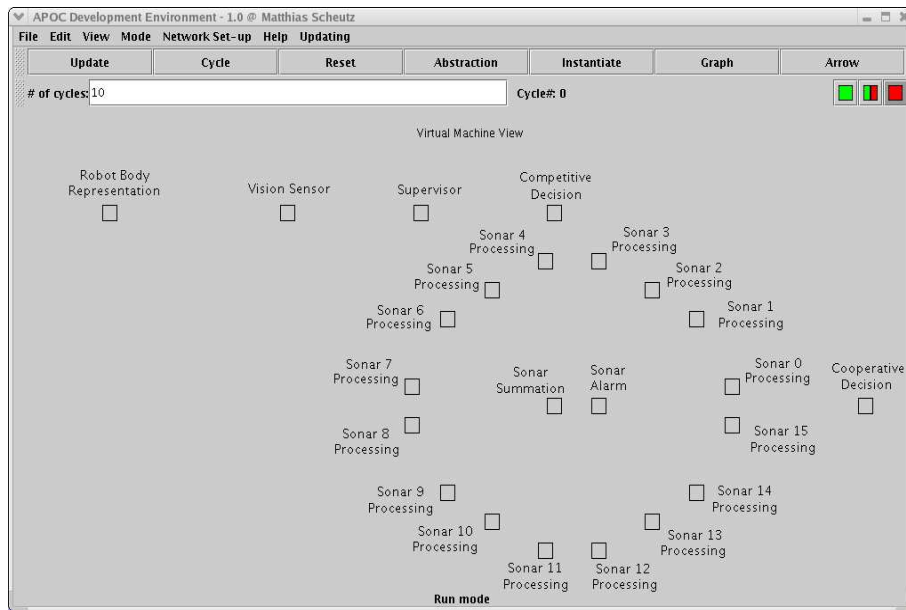 APOC Development Environment - 1.0 @ Matthias Scheutz
File Edit View Mode Network Set-up Help Updating
Update Cycle Reset Abstraction Instantiate Graph Arrow
# of cycles: 10 Cycle#: 0
Virtual Machine View
Robot Body
Representation
Vision Sensor
Supervisor
Competitive
Decision
Sonar 4
Processing
Sonar 3
Processing
Sonar 5
Processing
Sonar 2
Processing
Sonar 6
Processing
Sonar 1
Processing
Sonar 7
Processing
Sonar
Summation
Sonar
Alarm
Sonar 0
Processing
Cooperative
Decision
Sonar 8
Processing
Sonar 15
Processing
Sonar 9
Processing
Sonar 14
Processing
Sonar 10
Processing
Sonar 13
Processing
Sonar 11
Processing
Sonar 12
Processing
Run mode